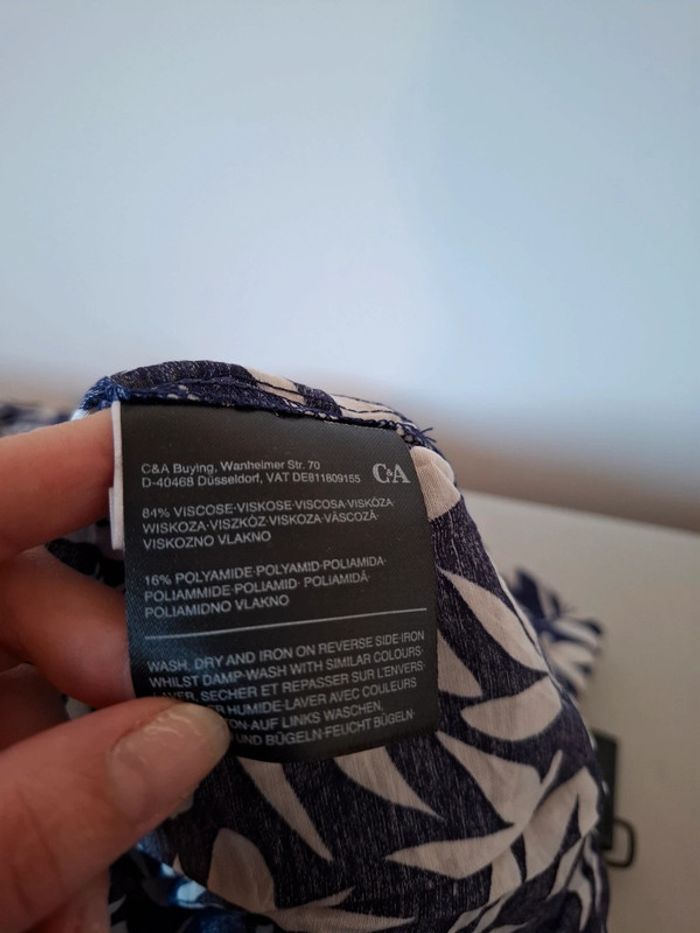 C&A Buying, Wanheimer Str. 70
D-40468 Düsseldorf, VAT DE811809155
C&A
84% VISCOSE·VISKOSE·VISCOSA·VISKÓZA·
WISKOZA·VISZKÓZ·VISKOZA·VÂSCOZĂ·
VISKOZNO VLAKNO
16% POLYAMIDE·POLYAMID·POLIAMIDA·
POLIAMMIDE·POLIAMID· POLIAMIDĂ·
POLIAMIDNO VLAKNO
WASH, DRY AND IRON ON REVERSE SIDE·IRON
WHILST DAMP·WASH WITH SIMILAR COLOURS·
LAVER, SECHER ET REPASSER SUR L'ENVERS·
HUMIDE·LAVER AVEC COULEURS
TON·AUF LINKS WASCHEN,
UND BÜGELN·FEUCHT BÜGELN·